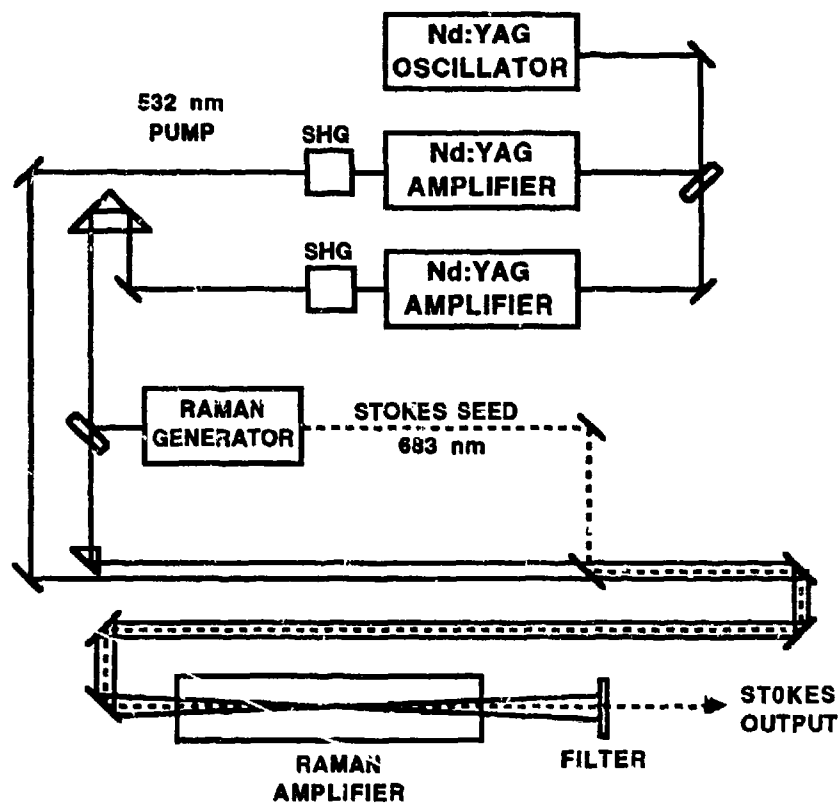 Nd:YAG
OSCILLATOR
532 nm
PUMP
SHG
Nd:YAG
AMPLIFIER
SHG
Nd:YAG
AMPLIFIER
RAMAN
GENERATOR
STOKES SEED
683 nm
RAMAN
AMPLIFIER
FILTER
STOKES
OUTPUT